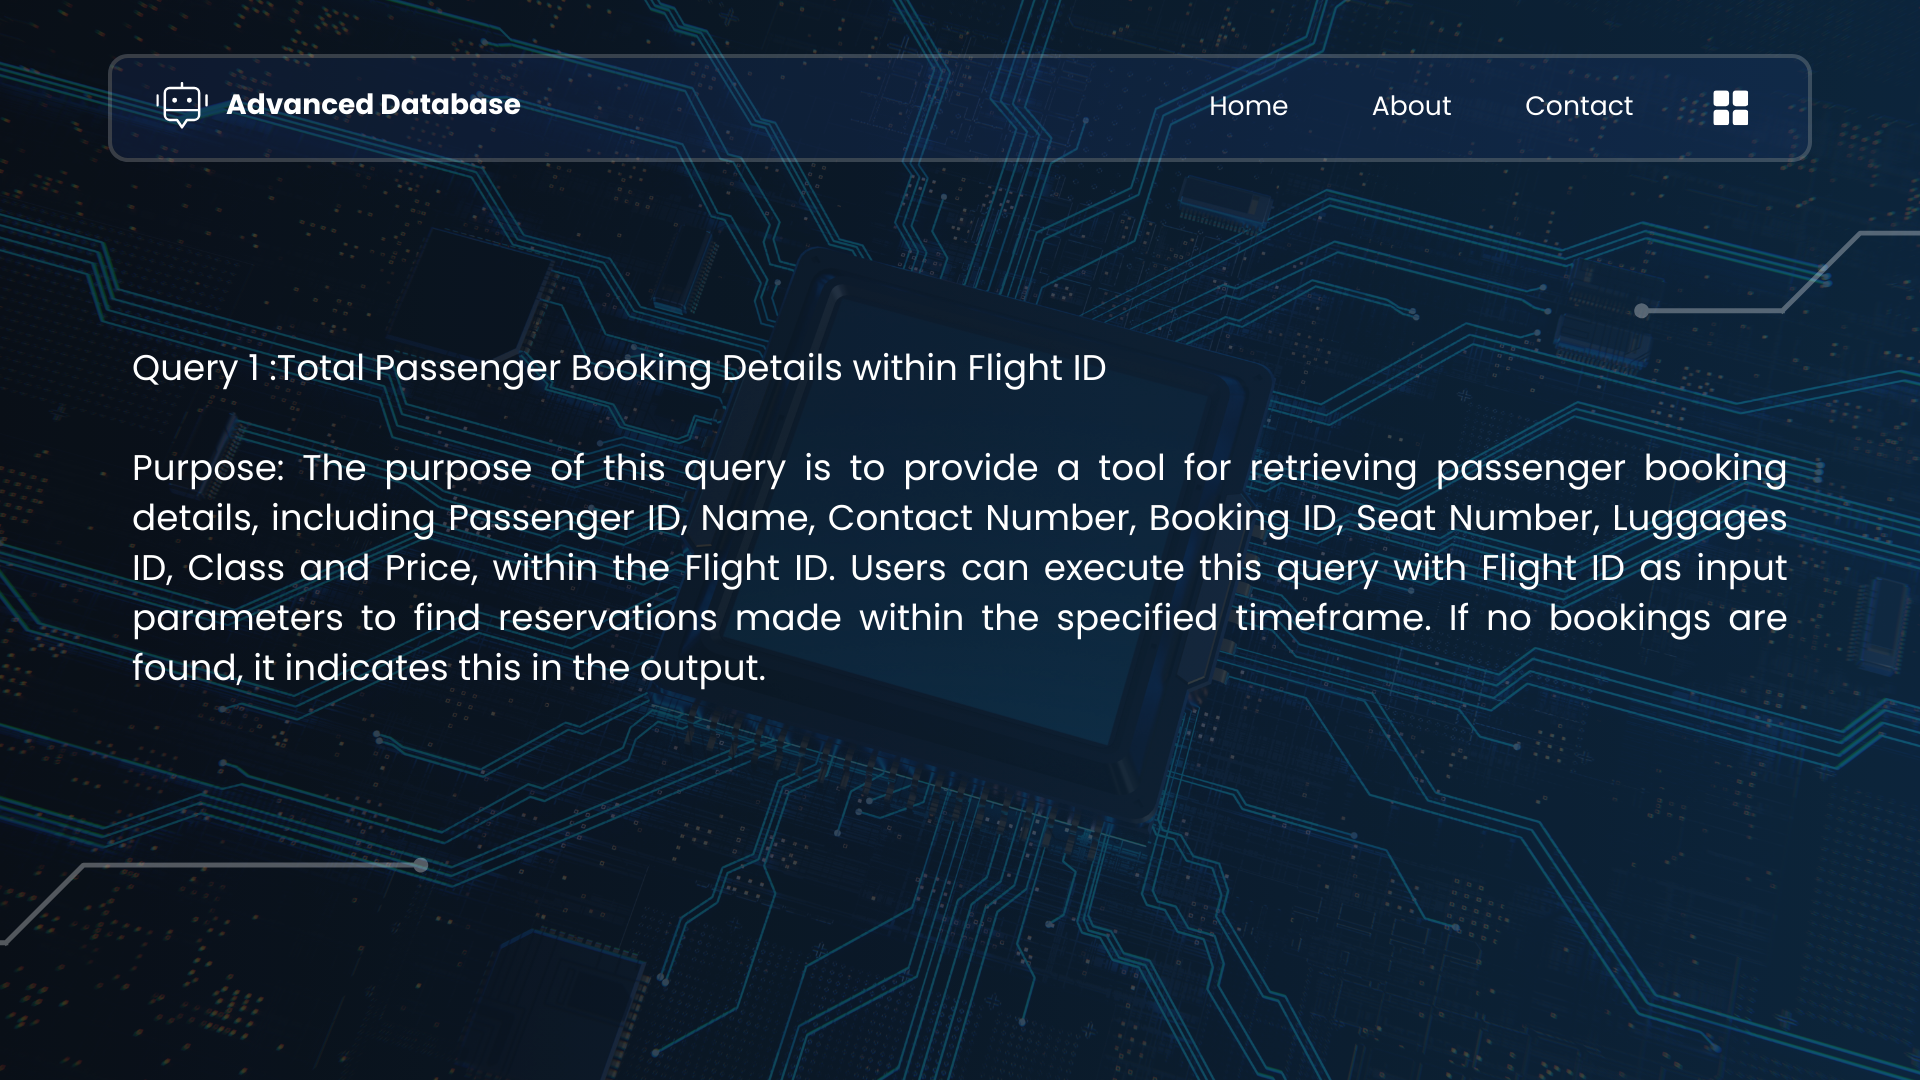 Advanced Database
Home
About
Contact
Query 1 :Total Passenger Booking Details within Flight ID
Purpose: The purpose of this query is to provide a tool for retrieving passenger booking
details, including Passenger ID, Name, Contact Number, Booking ID, Seat Number, Luggages
ID, Class and Price, within the Flight ID. Users can execute this query with Flight ID as input
parameters to find reservations made within the specified timeframe. If no bookings are
found, it indicates this in the output.